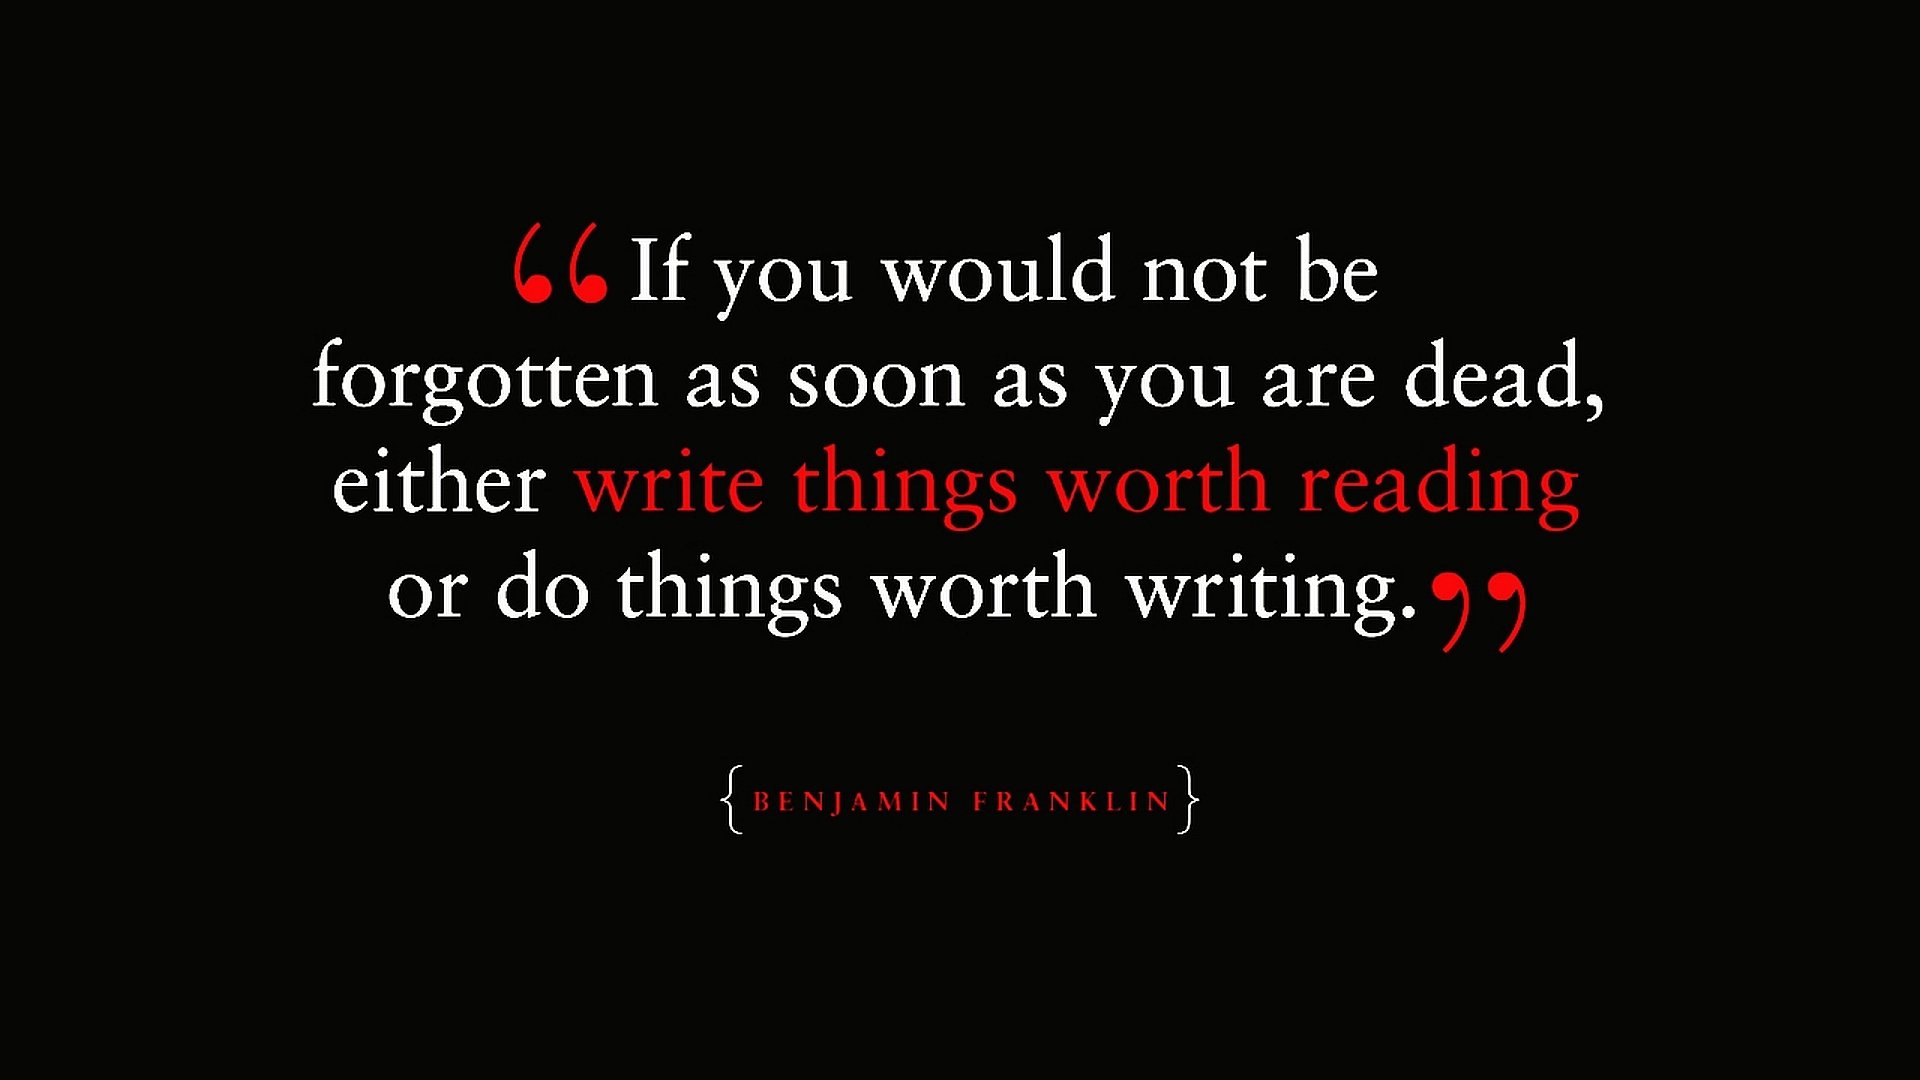 “If you would not be
forgotten as soon as you are dead,
either write things worth reading
or do things worth writing.”
{BENJAMIN FRANKLIN}